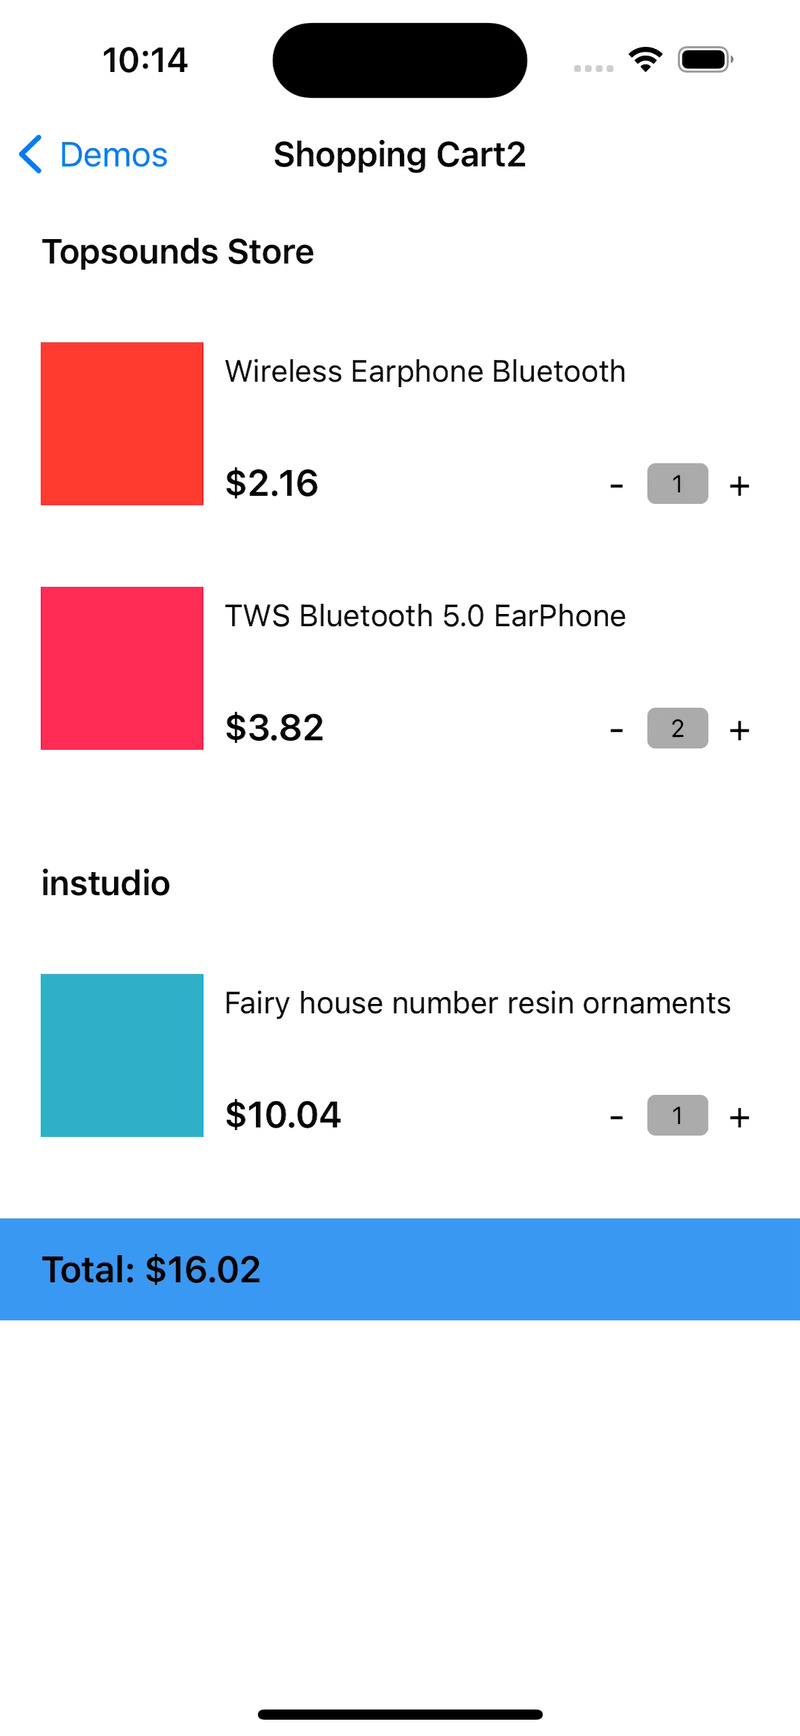 10:14
Demos Shopping Cart2
Topsounds Store
Wireless Earphone Bluetooth
$2.16 - 1 +
TWS Bluetooth 5.0 EarPhone
$3.82 - 2 +
instudio
Fairy house number resin ornaments
$10.04 - 1 +
Total: $16.02